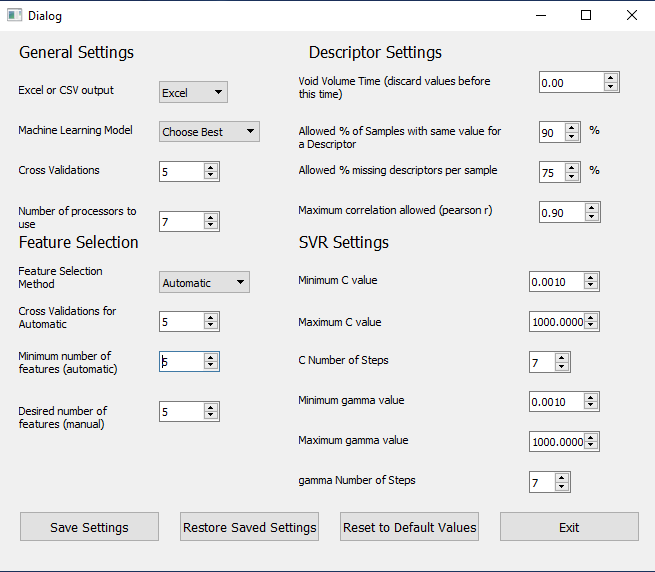 Dialog
General Settings
Excel or CSV output
Excel
Machine Learning Model
Choose Best
Cross Validations
5
Number of processors to
use
7
Feature Selection
Feature Selection
Method
Automatic
Cross Validations for
Automatic
5
Minimum number of
features (automatic)
5
Desired number of
features (manual)
5
Descriptor Settings
Void Volume Time (discard values before
this time)
0.00
Allowed % of Samples with same value for
a Descriptor
90
%
Allowed % missing descriptors per sample
75
%
Maximum correlation allowed (pearson r)
0.90
SVR Settings
Minimum C value
0.0010
Maximum C value
1000.0000
C Number of Steps
7
Minimum gamma value
0.0010
Maximum gamma value
1000.0000
gamma Number of Steps
7
Save Settings
Restore Saved Settings
Reset to Default Values
Exit